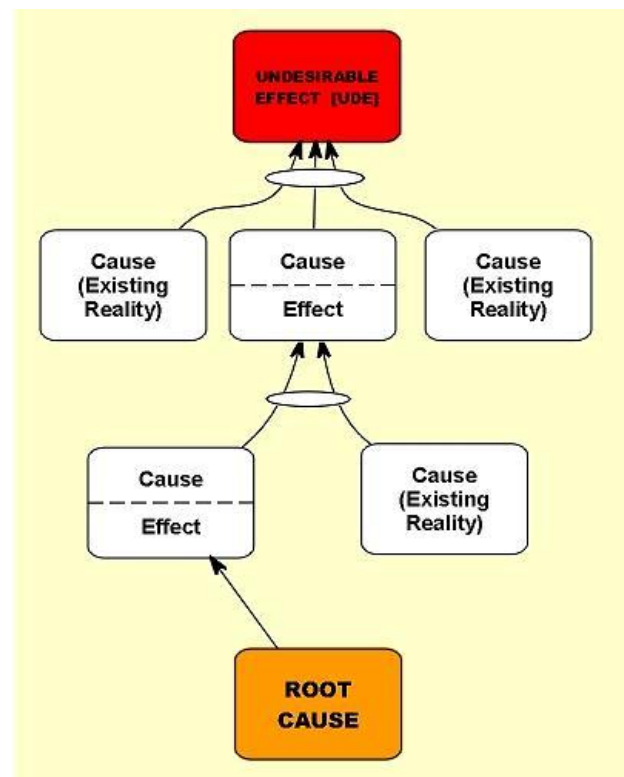 UNDESIRABLE
EFFECT [UDE]
Cause
(Existing
Reality)
Cause
Effect
Cause
(Existing
Reality)
Cause
Effect
Cause
(Existing
Reality)
ROOT
CAUSE